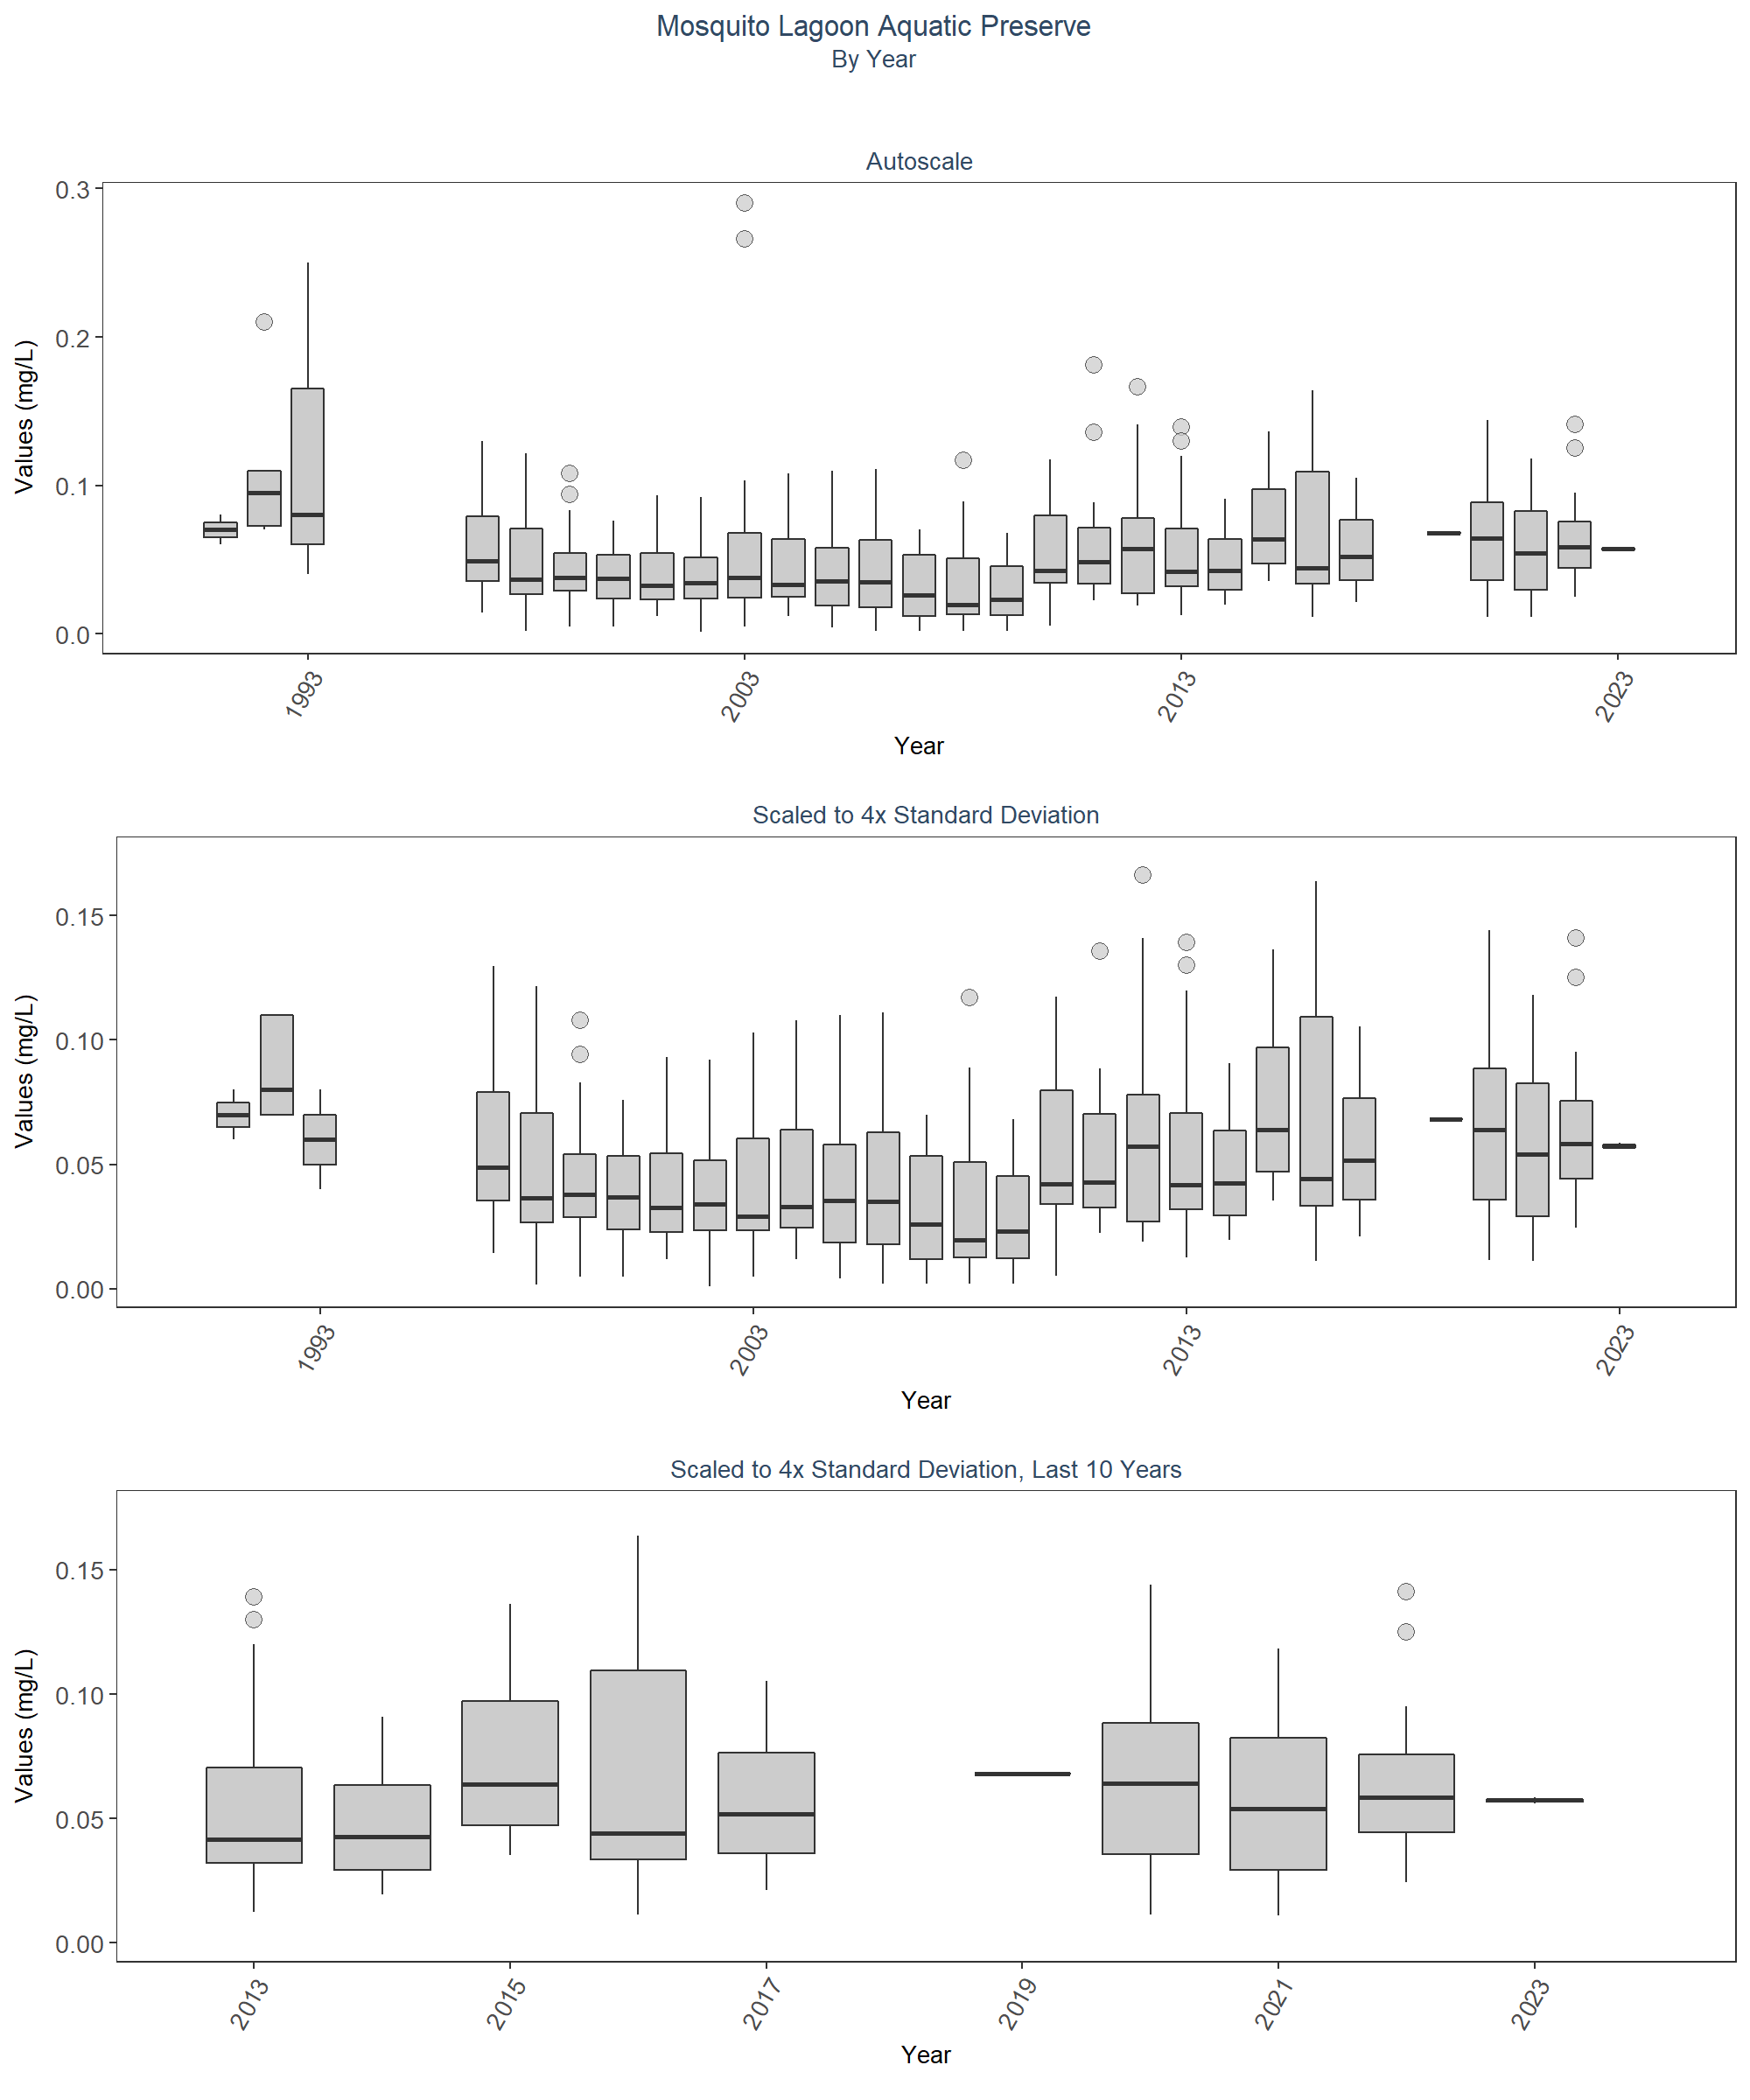 Mosquito Lagoon Aquatic Preserve
By Year
Autoscale
Values (mg/L)
0.3
0.2
0.1
0.0
1993
2003
2013
2023
Year
Scaled to 4x Standard Deviation
Values (mg/L)
0.15
0.10
0.05
0.00
1993
2003
2013
2023
Year
Scaled to 4x Standard Deviation, Last 10 Years
Values (mg/L)
0.15
0.10
0.05
0.00
2013
2015
2017
2019
2021
2023
Year